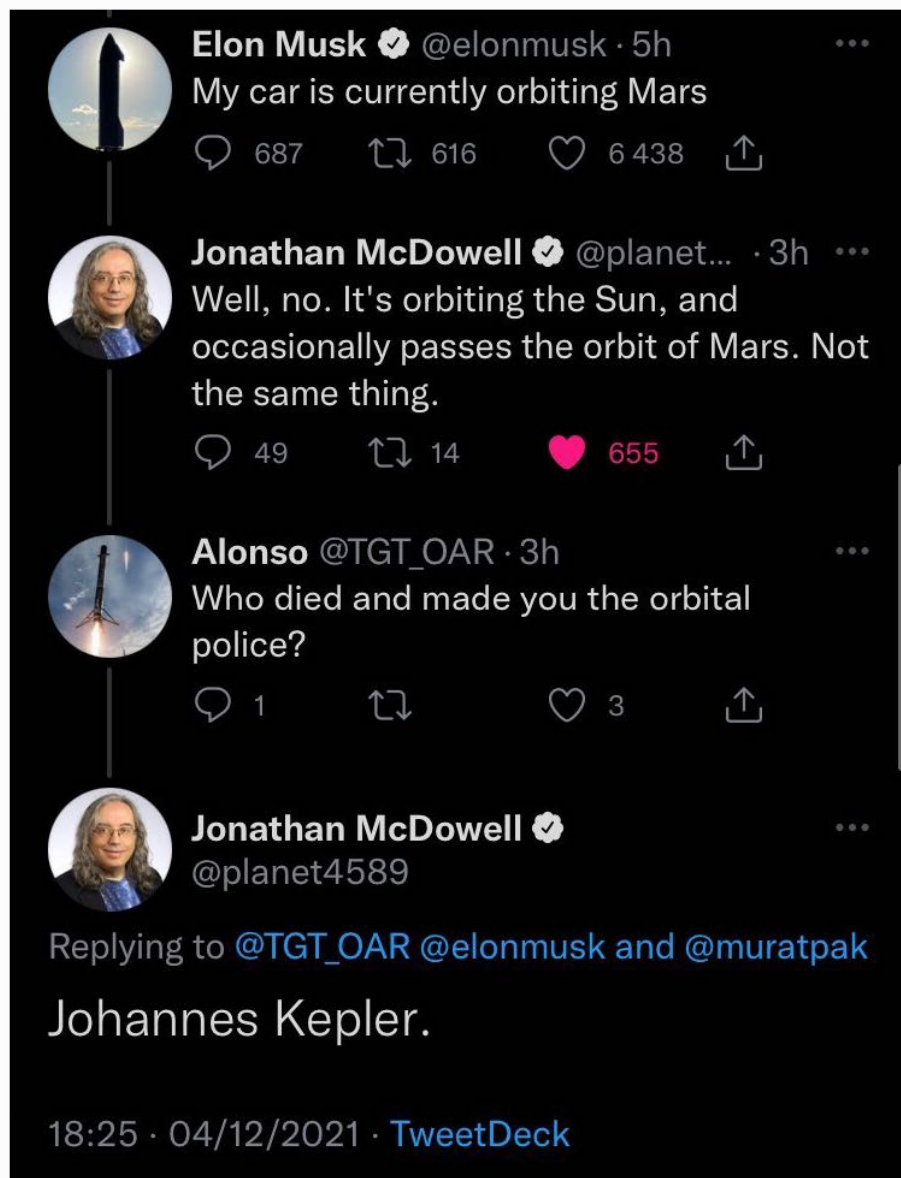 Elon Musk @elonmusk · 5h
My car is currently orbiting Mars
687 616 6 438
Jonathan McDowell @planet... · 3h
Well, no. It's orbiting the Sun, and
occasionally passes the orbit of Mars. Not
the same thing.
49 14 655
Alonso @TGT_OAR · 3h
Who died and made you the orbital
police?
1 3
Jonathan McDowell
@planet4589
Replying to @TGT_OAR @elonmusk and @muratpak
Johannes Kepler.
18:25 · 04/12/2021 · TweetDeck